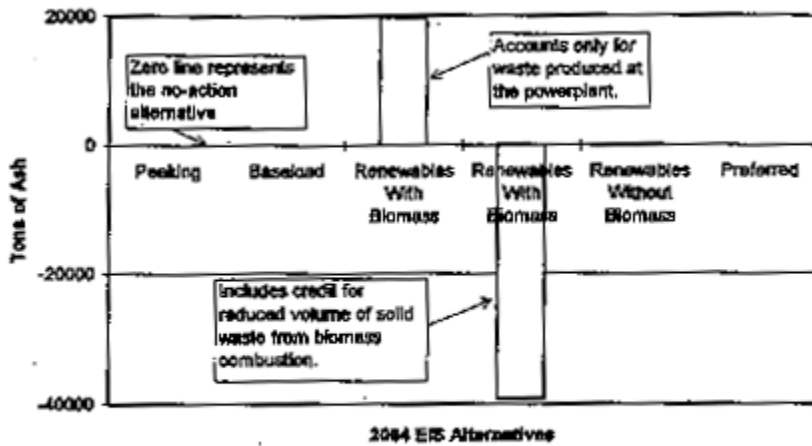 20000
Zero line represents
the no-action
alternative
Accounts only for
waste produced at
the powerplant.
0
Peaking
Baseload
Renewables
With
Biomass
Renewables
With
Biomass
Renewables
Without
Biomass
Preferred
Tons of Ash
-20000
Includes credit for
reduced volume of solid
waste from biomass
combustion.
-40000
EIS Alternatives